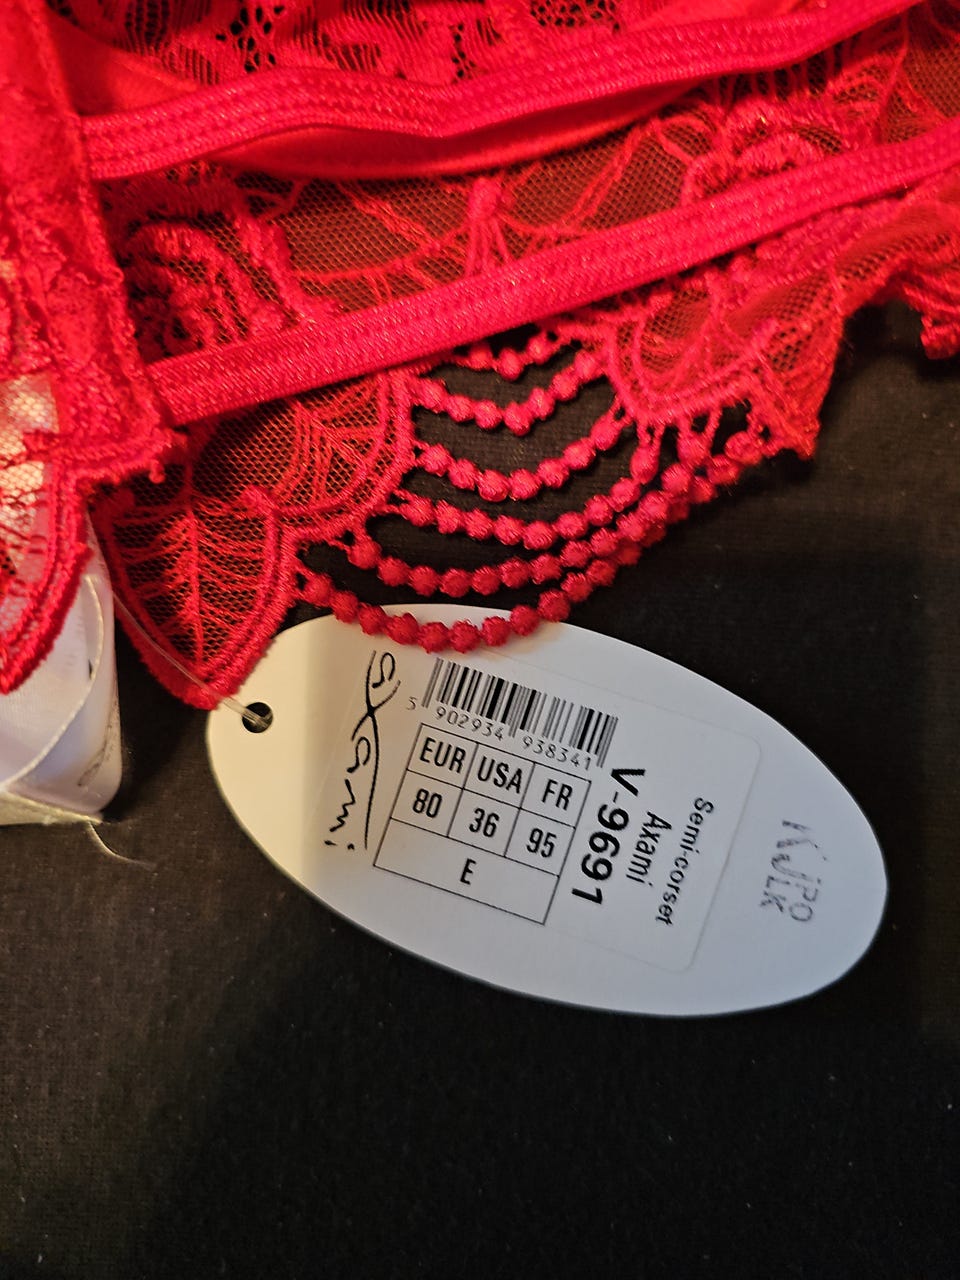 axami
5 902934 938341
EUR USA FR
80 36 95
E
V-9691
Axami
Semi-corset